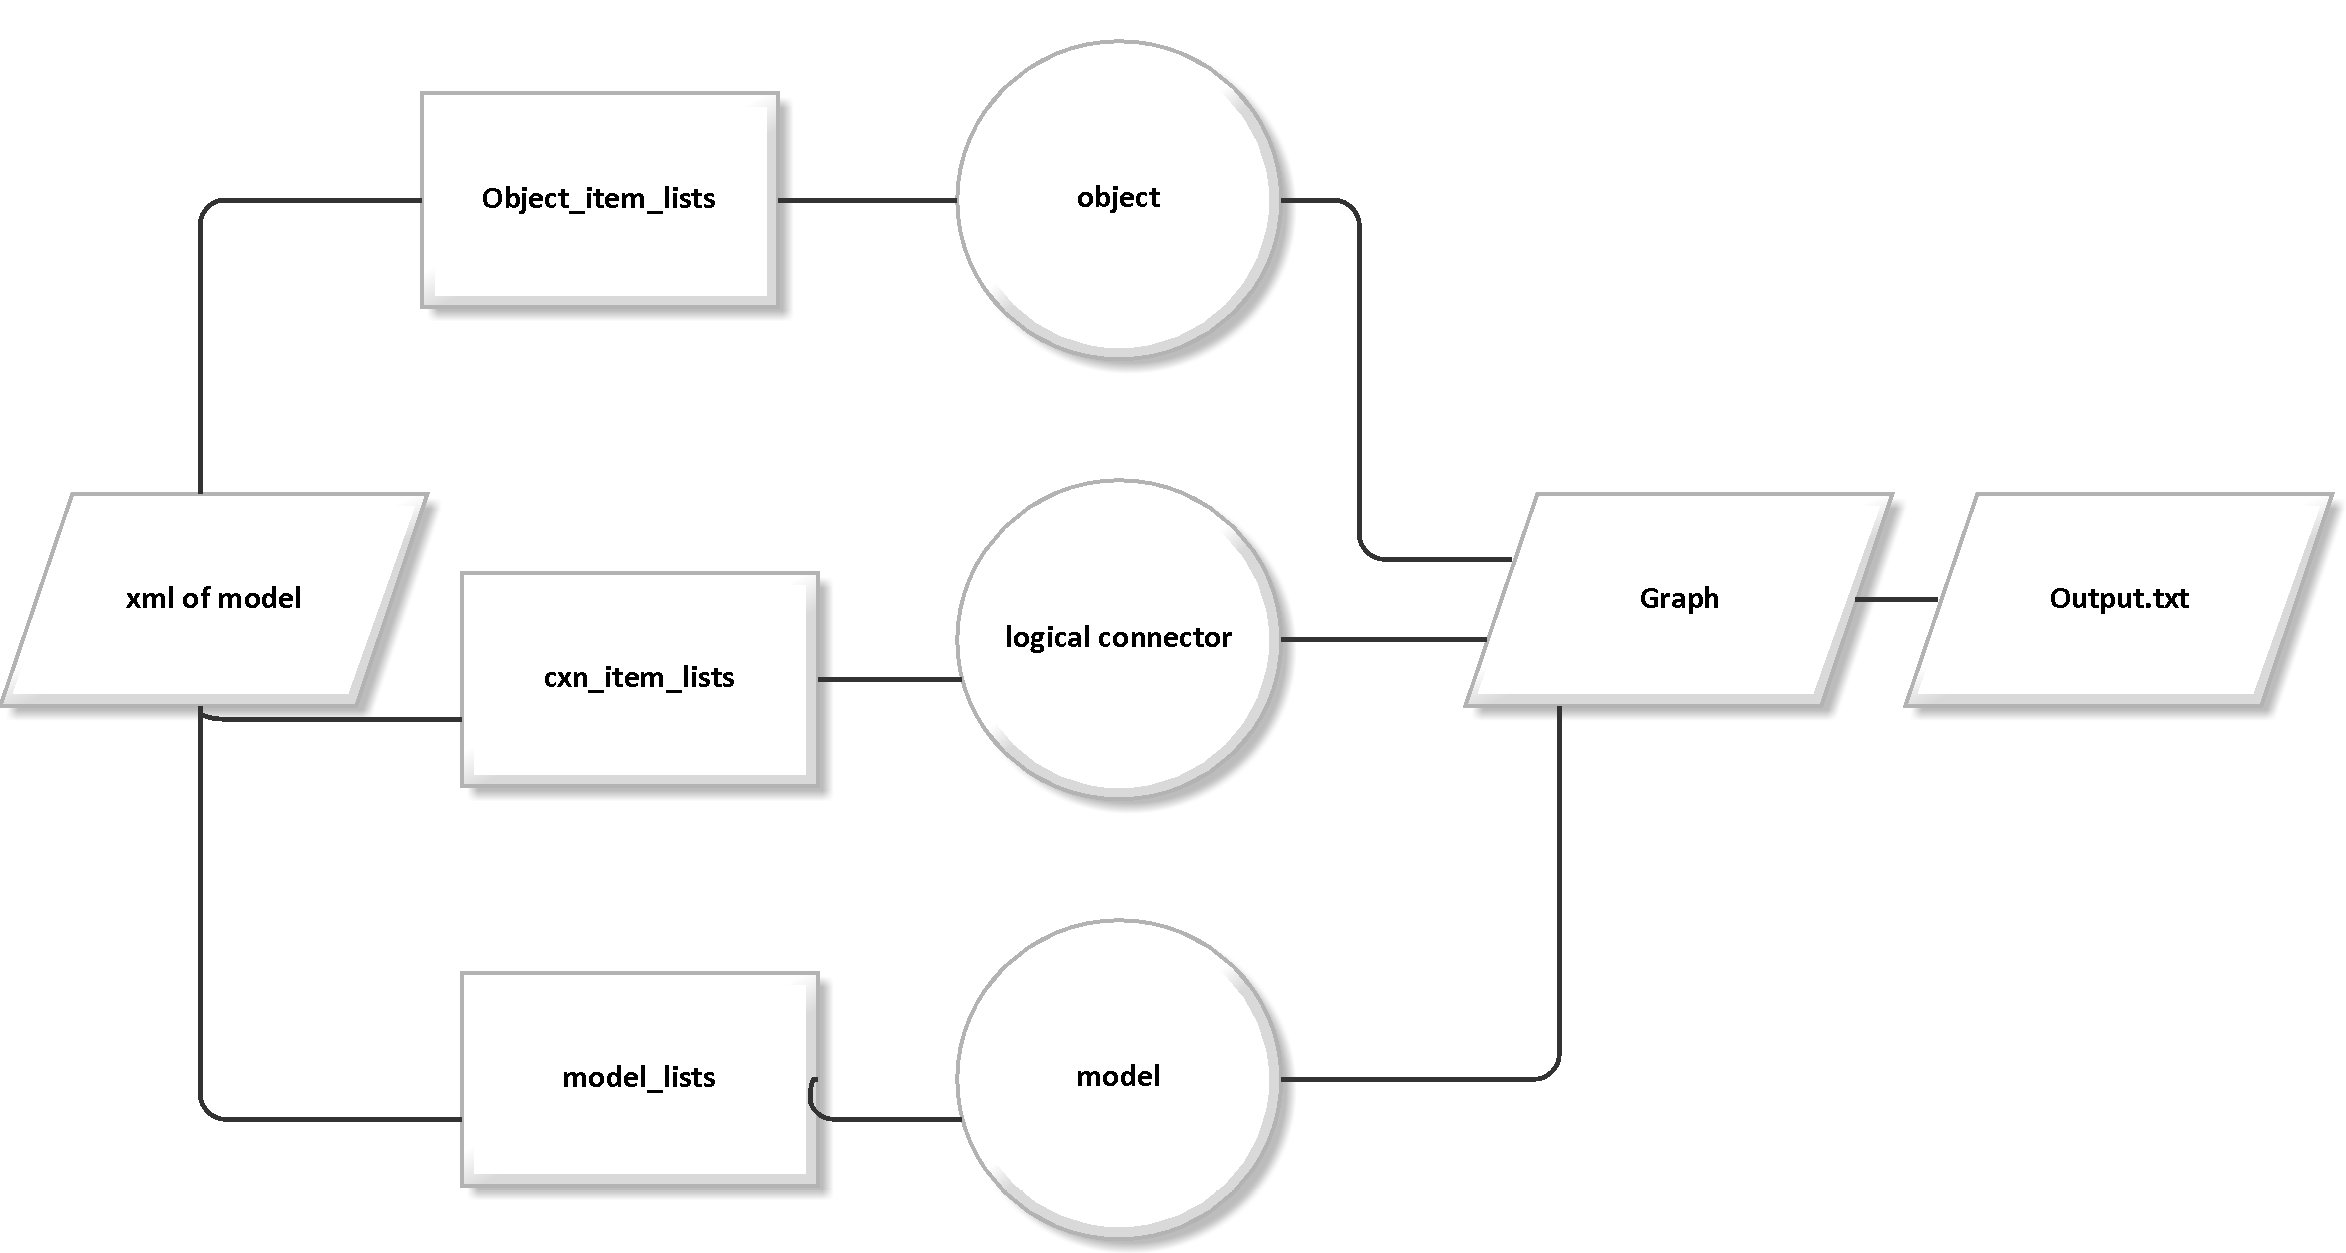 Object_item_lists
object
xml of model
cxn_item_lists
logical connector
Graph
Output.txt
model_lists
model